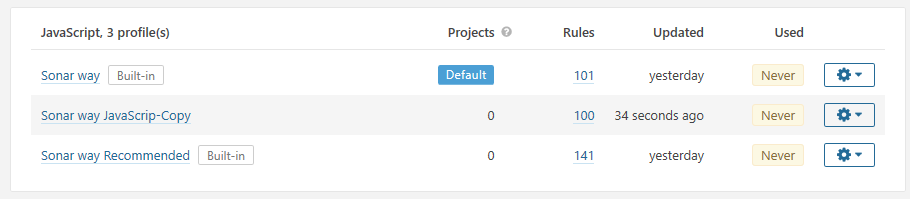 JavaScript, 3 profile(s) Projects ? Rules Updated Used
Sonar way Built-in Default 101 yesterday Never
Sonar way JavaScrip-Copy 0 100 34 seconds ago Never
Sonar way Recommended Built-in 0 141 yesterday Never